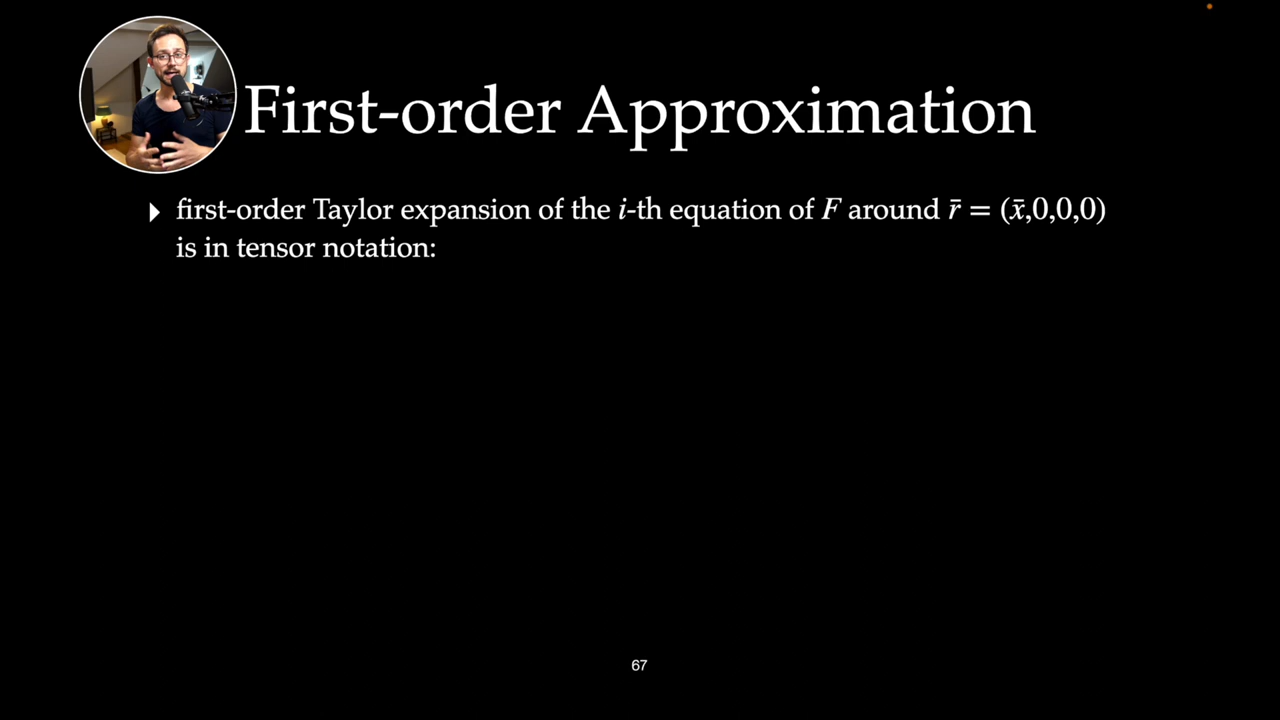 First-order Approximation
first-order Taylor expansion of the i-th equation of F around r̄ = (x̄,0,0,0)
is in tensor notation:
67